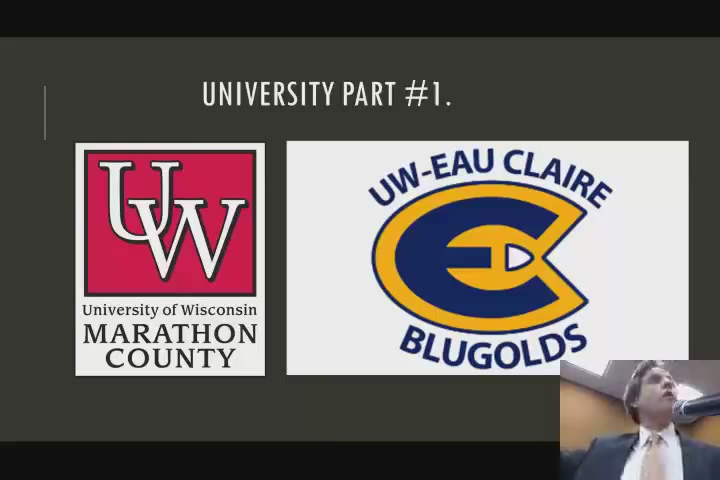 UNIVERSITY PART #1.
UW
University of Wisconsin
MARATHON
COUNTY
UW-EAU CLAIRE
BLUGOLDS